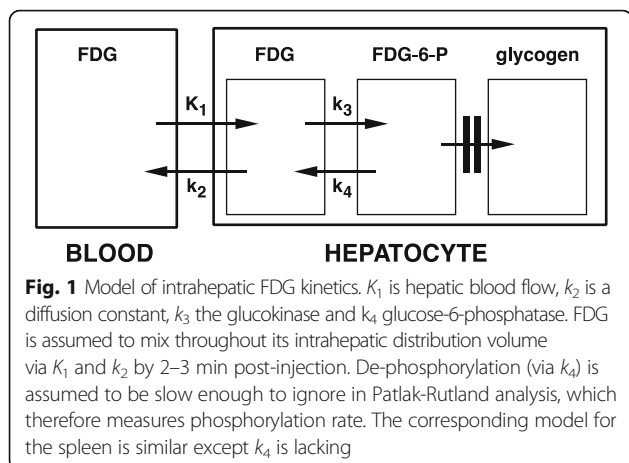 FDG FDG FDG-6-P glycogen
K1 k3
k2 k4
BLOOD HEPATOCYTE
Fig. 1 Model of intrahepatic FDG kinetics. K1 is hepatic blood flow, k2 is a
diffusion constant, k3 the glucokinase and k4 glucose-6-phosphatase. FDG
is assumed to mix throughout its intrahepatic distribution volume
via K1 and k2 by 2–3 min post-injection. De-phosphorylation (via k4) is
assumed to be slow enough to ignore in Patlak-Rutland analysis, which
therefore measures phosphorylation rate. The corresponding model for
the spleen is similar except k4 is lacking